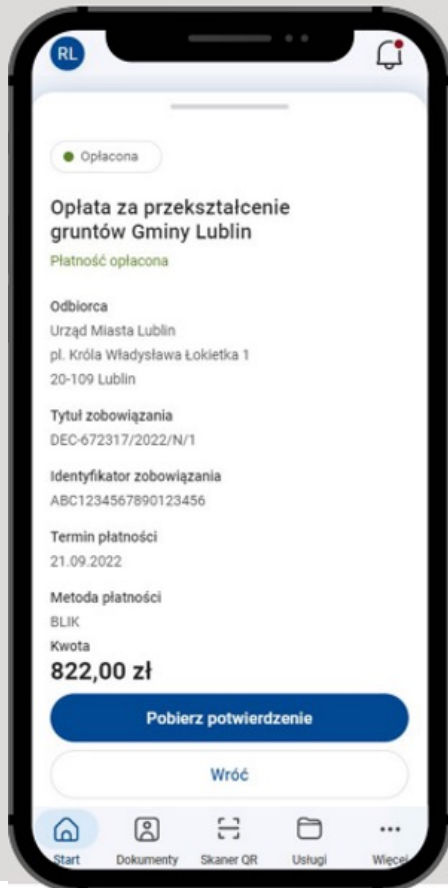 RL
Opłacona
Opłata za przekształcenie
gruntów Gminy Lublin
Płatność opłacona
Odbiorca
Urząd Miasta Lublin
pl. Króla Władysława Łokietka 1
20-109 Lublin
Tytuł zobowiązania
DEC-672317/2022/N/1
Identyfikator zobowiązania
ABC1234567890123456
Termin płatności
21.09.2022
Metoda płatności
BLIK
Kwota
822,00 zł
Pobierz potwierdzenie
Wróć
Start Dokumenty Skaner QR Usługi Więcej